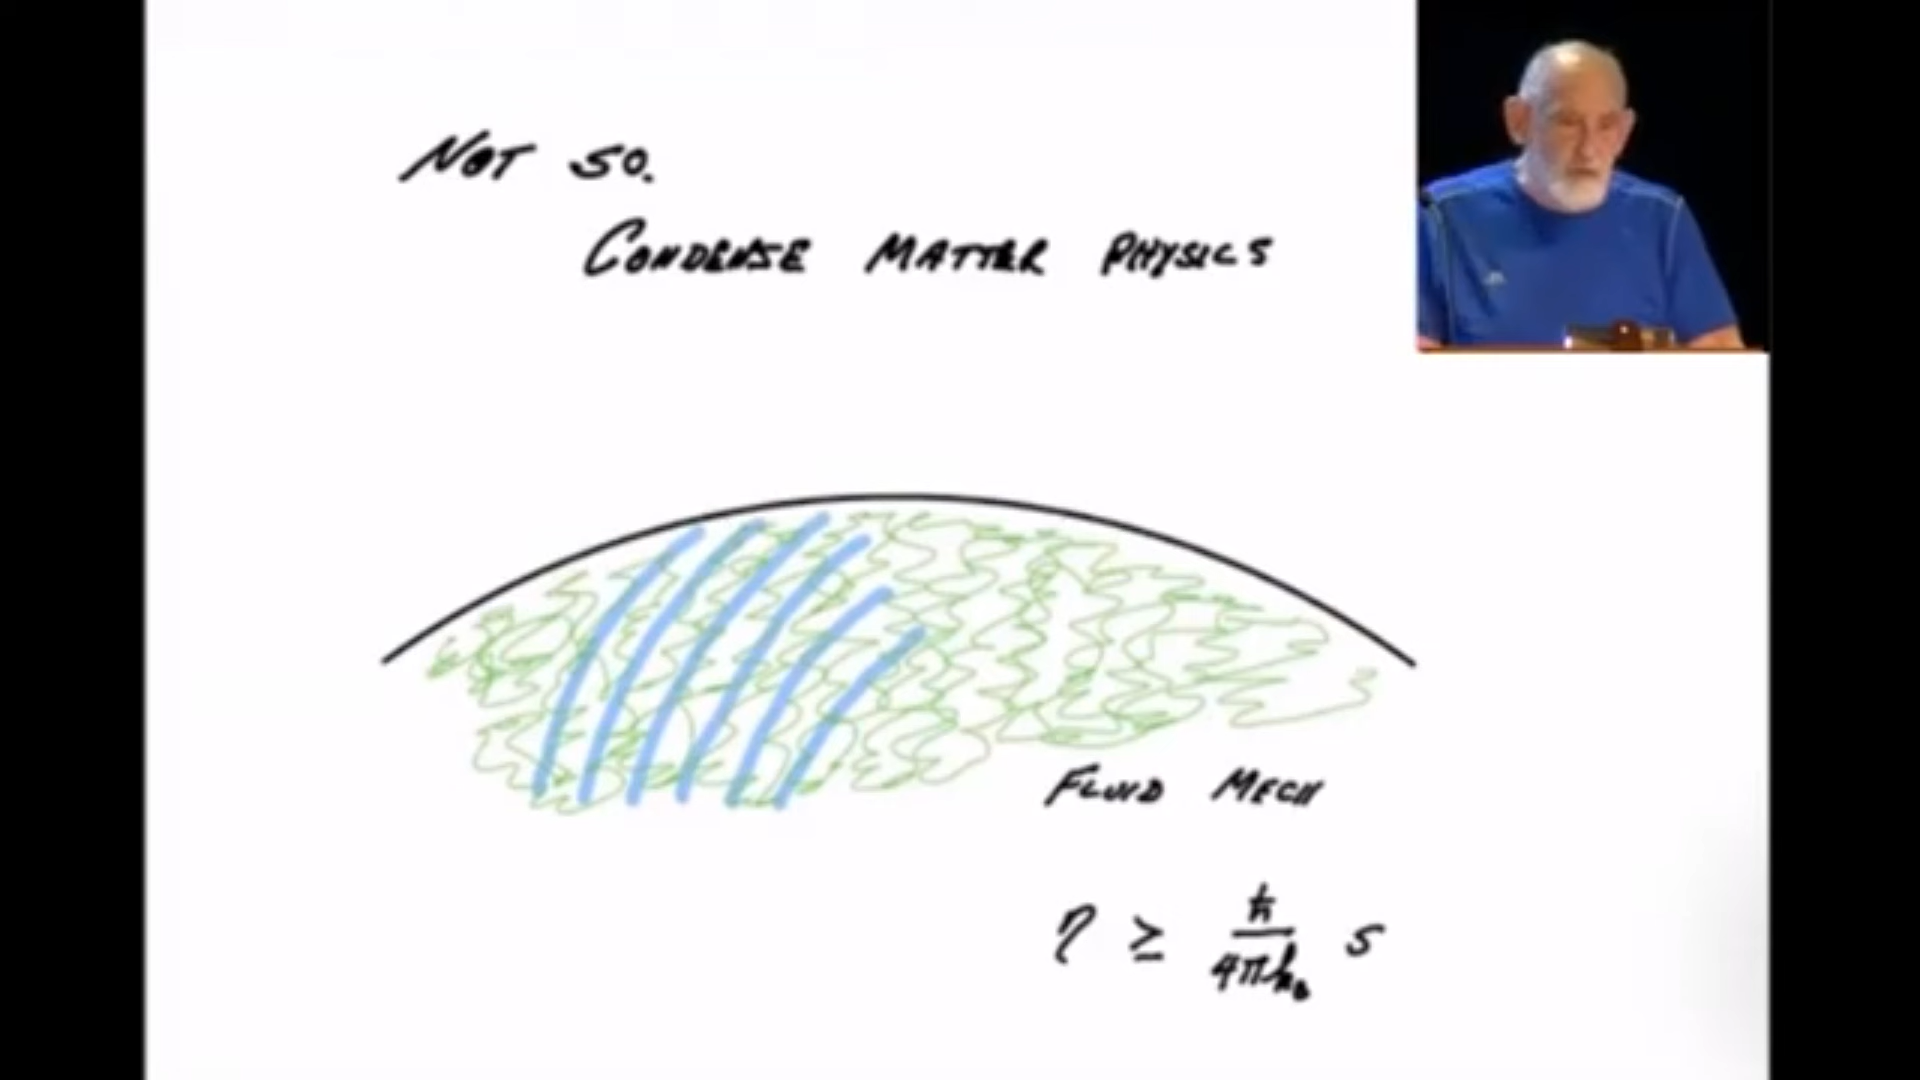 NOT SO.
CONDENSE MATTER PHYSICS
FLUID MECH
η ≥ ħ/4πk_B s